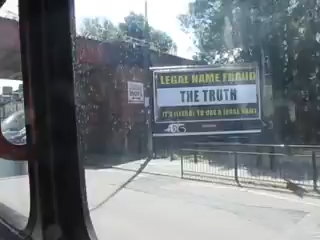 LEGAL NAME FRAUD
THE TRUTH
IT'S ILLEGAL TO USE A LEGAL NAME